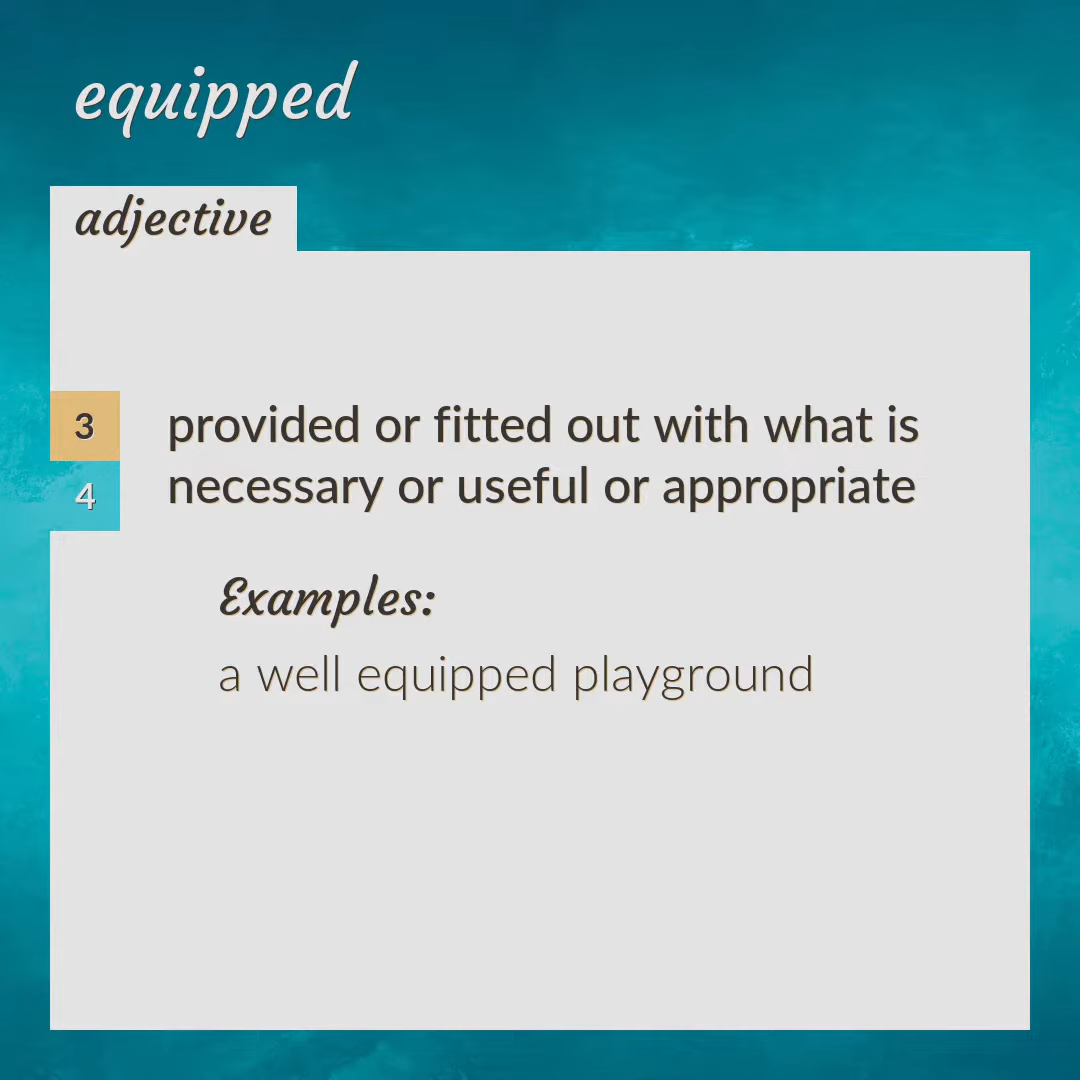 equipped
adjective
3
provided or fitted out with what is
4
necessary or useful or appropriate
Examples:
a well equipped playground